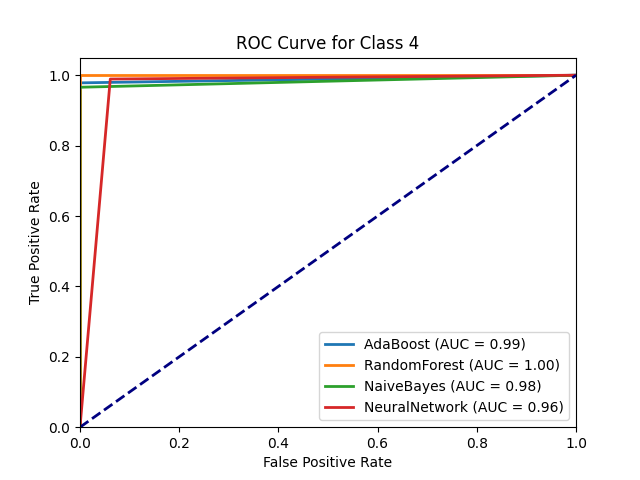 ROC Curve for Class 4
1.0
0.8
0.6
0.4
0.2
0.0
True Positive Rate
AdaBoost (AUC = 0.99)
RandomForest (AUC = 1.00)
NaiveBayes (AUC = 0.98)
NeuralNetwork (AUC = 0.96)
0.0 0.2 0.4 0.6 0.8 1.0
False Positive Rate